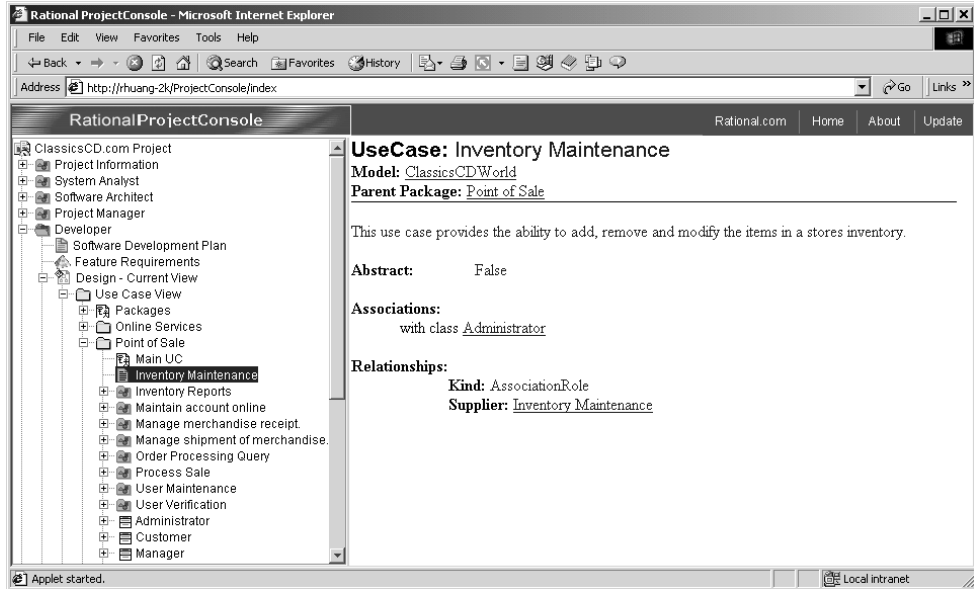 Rational ProjectConsole - Microsoft Internet Explorer
File Edit View Favorites Tools Help
Back Search Favorites History
Address http://rhuang-2k/ProjectConsole/index Go Links »
RationalProjectConsole Rational.com Home About Update
ClassicsCD.com Project
Project Information
System Analyst
Software Architect
Project Manager
Developer
Software Development Plan
Feature Requirements
Design - Current View
Use Case View
Packages
Online Services
Point of Sale
Main UC
Inventory Maintenance
Inventory Reports
Maintain account online
Manage merchandise receipt.
Manage shipment of merchandise.
Order Processing Query
Process Sale
User Maintenance
User Verification
Administrator
Customer
Manager
UseCase: Inventory Maintenance
Model: ClassicsCDWorld
Parent Package: Point of Sale
This use case provides the ability to add, remove and modify the items in a stores inventory.
Abstract: False
Associations:
with class Administrator
Relationships:
Kind: AssociationRole
Supplier: Inventory Maintenance
Applet started. Local intranet